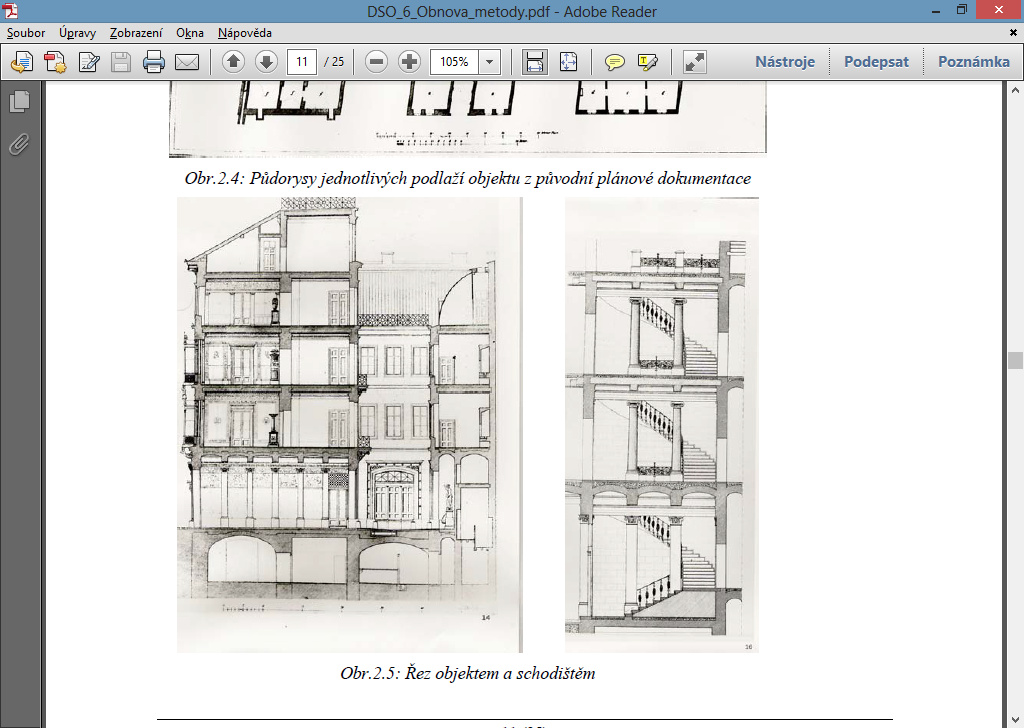 DSO_6_Obnova_metody.pdf - Adobe Reader
Soubor Úpravy Zobrazení Okna Nápověda
11 / 25 105% Nástroje Podepsat Poznámka
Obr.2.4: Půdorysy jednotlivých podlaží objektu z původní plánové dokumentace
14
16
Obr.2.5: Řez objektem a schodištěm